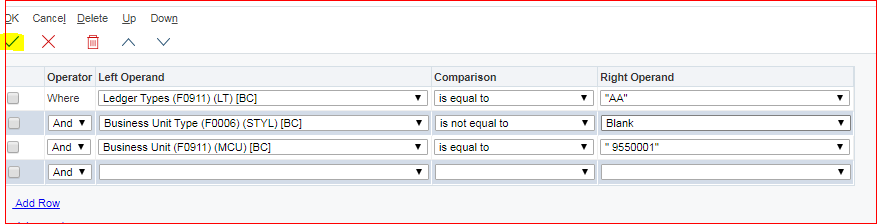 OK Cancel Delete Up Down
Operator Left Operand Comparison Right Operand
Where Ledger Types (F0911) (LT) [BC] is equal to "AA"
And Business Unit Type (F0006) (STYL) [BC] is not equal to Blank
And Business Unit (F0911) (MCU) [BC] is equal to " 9550001"
And
Add Row